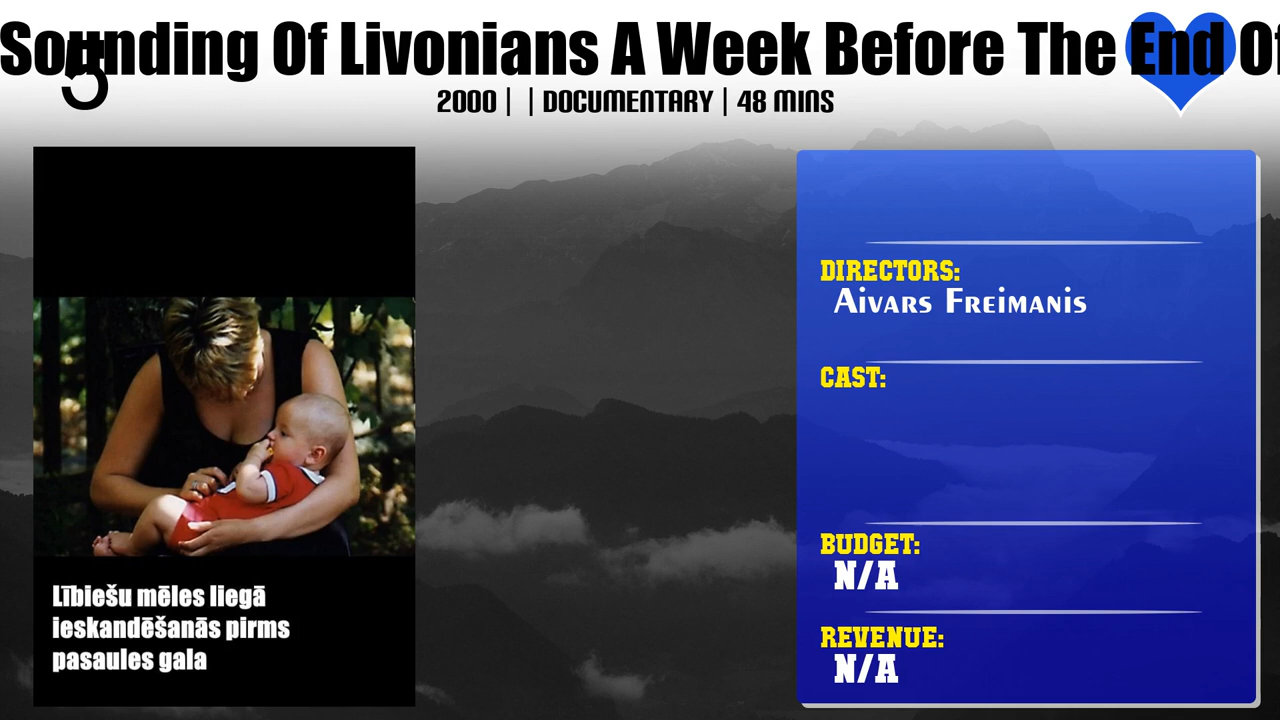 Sounding Of Livonians A Week Before The End Of
5
2000 | | DOCUMENTARY | 48 MINS
DIRECTORS:
Aivars Freimanis
CAST:
BUDGET:
N/A
REVENUE:
N/A
Lībiešu mēles liegā
ieskandēšanās pirms
pasaules gala